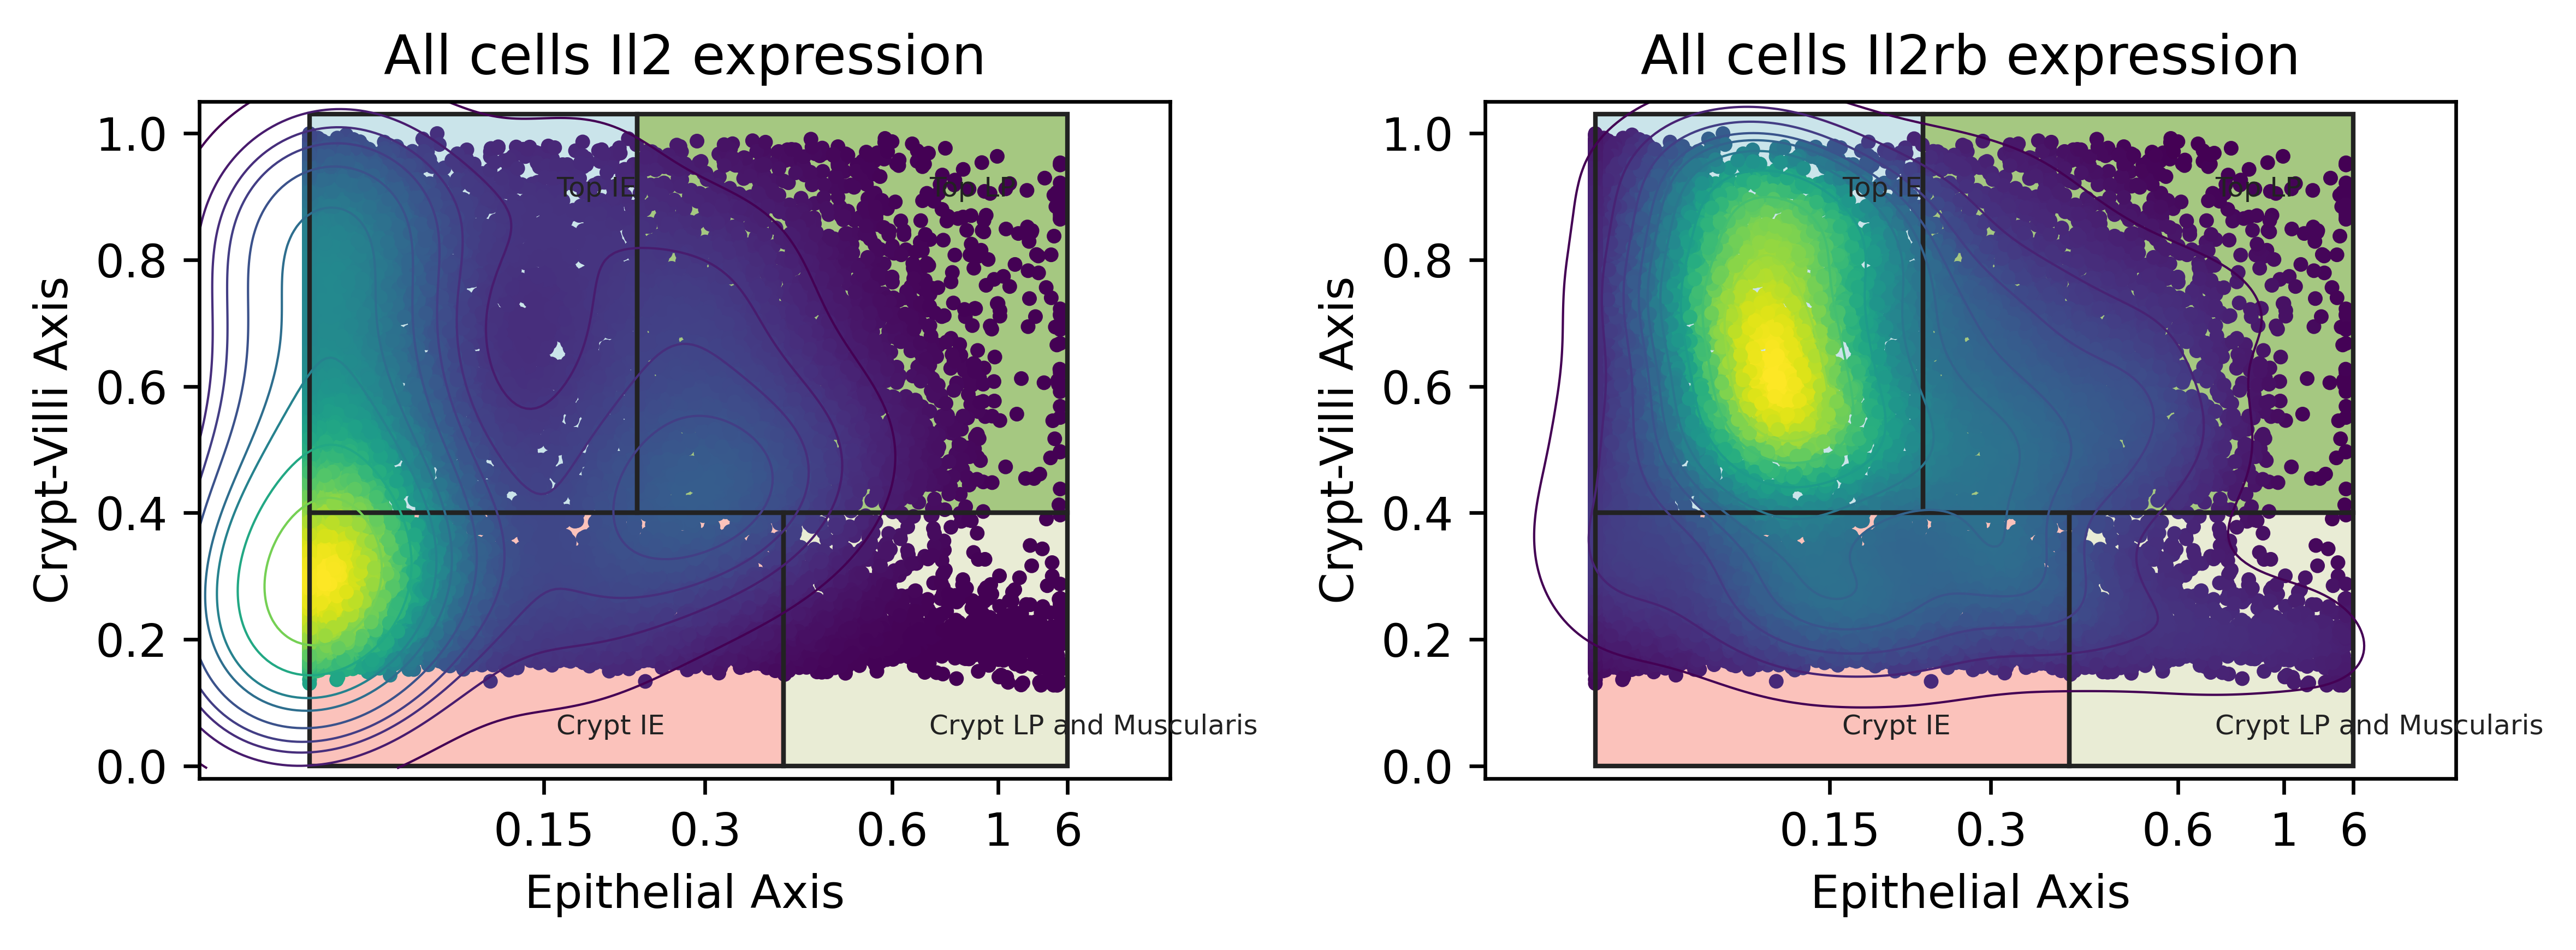 All cells Il2 expression
Crypt-Villi Axis
1.0
0.8
0.6
0.4
0.2
0.0
Top IE
Top
Crypt IE
Crypt LP and Muscularis
0.15 0.3 0.6 1 6
Epithelial Axis
All cells Il2rb expression
Crypt-Villi Axis
1.0
0.8
0.6
0.4
0.2
0.0
Top IE
Top
Crypt IE
Crypt LP and Muscularis
0.15 0.3 0.6 1 6
Epithelial Axis